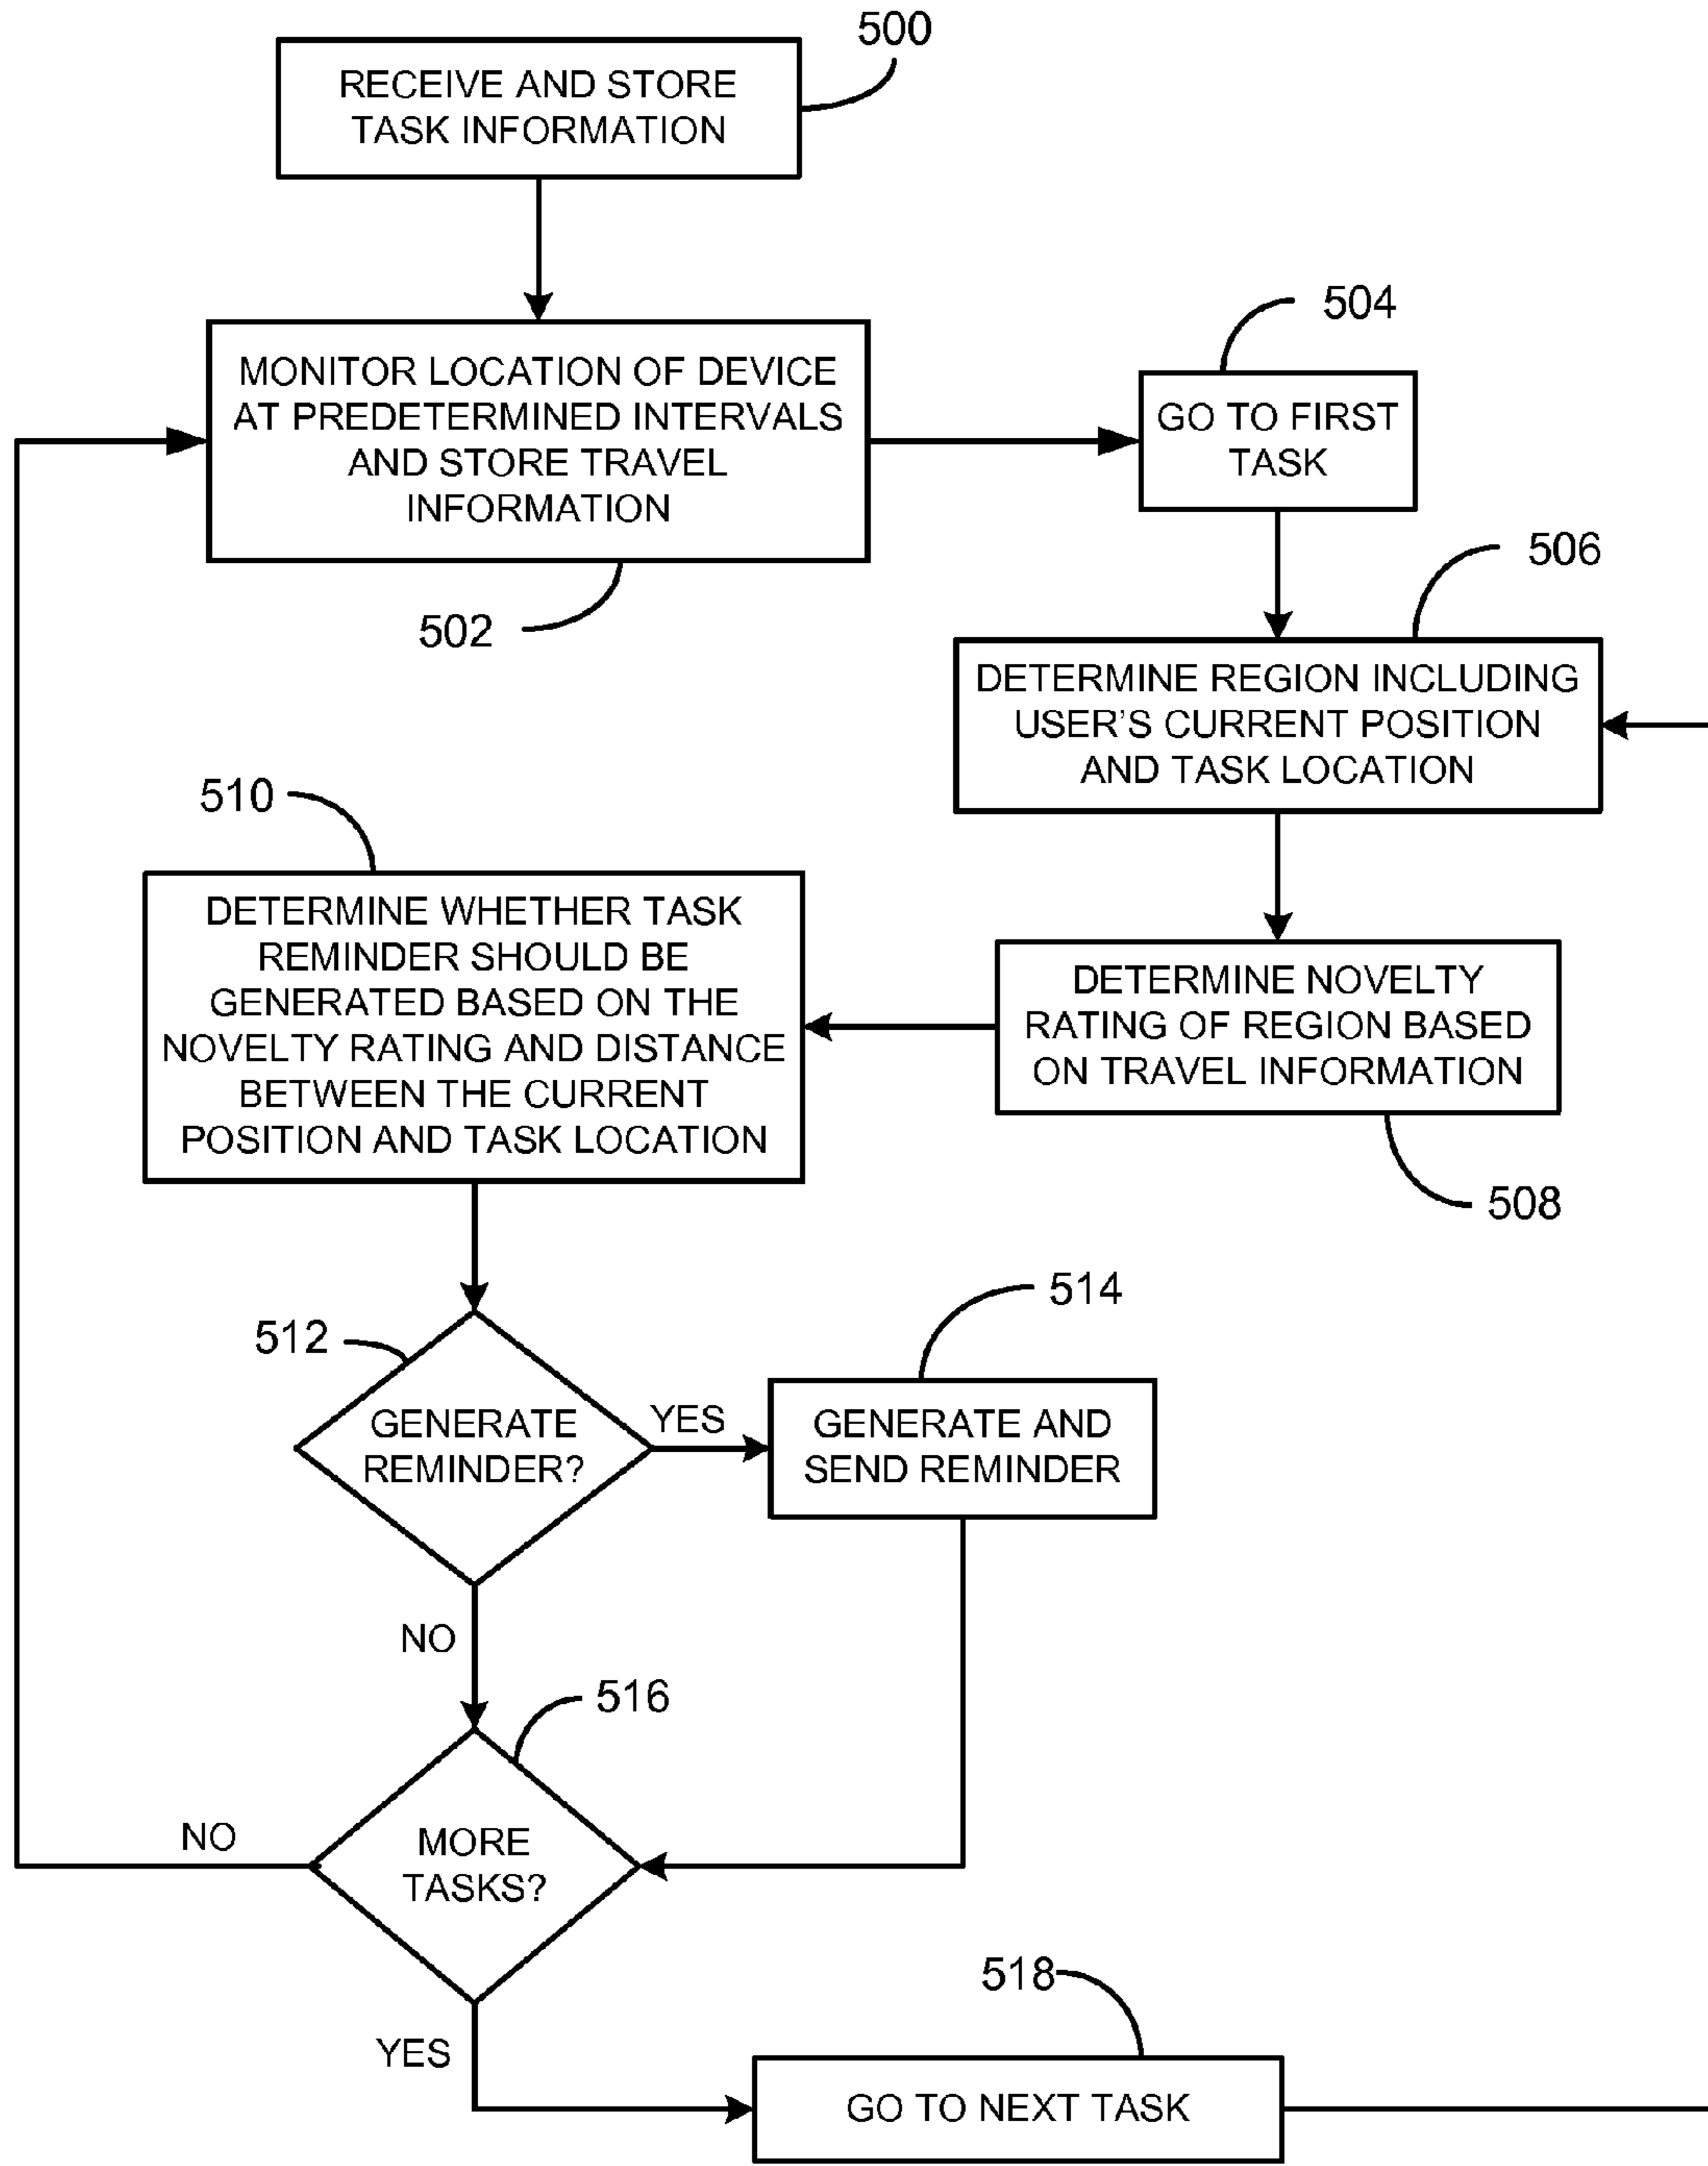 500
RECEIVE AND STORE
TASK INFORMATION
504
MONITOR LOCATION OF DEVICE
AT PREDETERMINED INTERVALS
AND STORE TRAVEL
INFORMATION
GO TO FIRST
TASK
502
506
DETERMINE REGION INCLUDING
USER'S CURRENT POSITION
AND TASK LOCATION
510
DETERMINE WHETHER TASK
REMINDER SHOULD BE
GENERATED BASED ON THE
NOVELTY RATING AND DISTANCE
BETWEEN THE CURRENT
POSITION AND TASK LOCATION
DETERMINE NOVELTY
RATING OF REGION BASED
ON TRAVEL INFORMATION
508
512
514
GENERATE
REMINDER?
YES
GENERATE AND
SEND REMINDER
NO
516
NO
MORE
TASKS?
518
YES
GO TO NEXT TASK